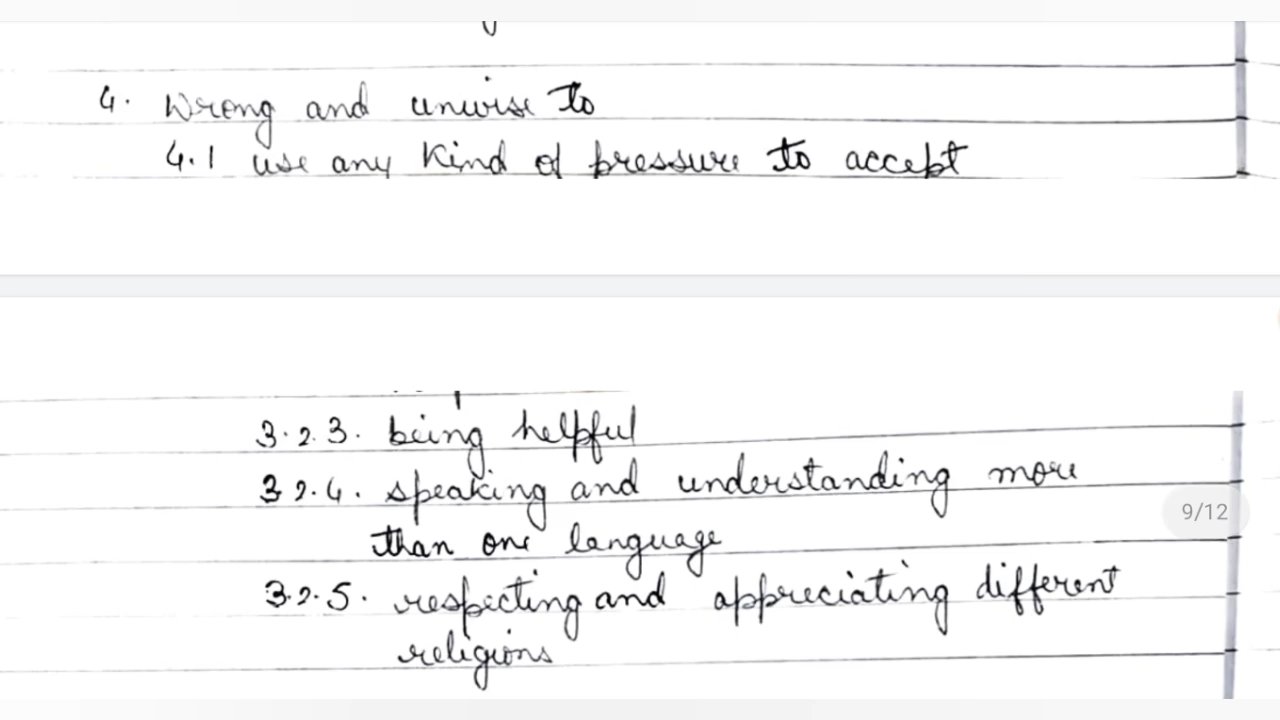 4. Wrong and unwise to
4.1 use any kind of pressure to accept
3.2.3. being helpful
3 2.4. speaking and understanding more
than one language
9/12
3.2.5. respecting and appreciating different
religions